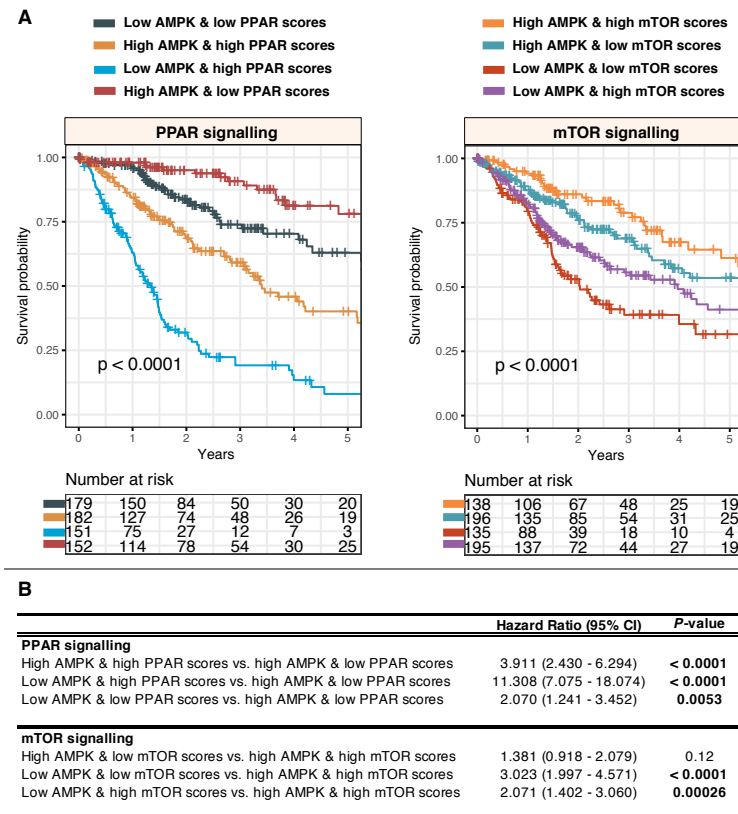 A
Low AMPK & low PPAR scores
High AMPK & high PPAR scores
Low AMPK & high PPAR scores
High AMPK & low PPAR scores
High AMPK & high mTOR scores
High AMPK & low mTOR scores
Low AMPK & low mTOR scores
Low AMPK & high mTOR scores
PPAR signalling
Survival probability
1.00
0.75
0.50
0.25
0.00
p < 0.0001
0 1 2 3 4 5
Years
Number at risk
179 150 84 50 30 20
182 127 74 48 26 19
151 75 27 12 7 3
152 114 78 54 30 25
mTOR signalling
Survival probability
1.00
0.75
0.50
0.25
0.00
p < 0.0001
0 1 2 3 4 5
Years
Number at risk
138 106 67 48 25 19
196 135 85 54 31 25
135 88 39 18 10 4
195 137 72 44 27 19
B
Hazard Ratio (95% CI) P-value
PPAR signalling
High AMPK & high PPAR scores vs. high AMPK & low PPAR scores 3.911 (2.430 - 6.294) < 0.0001
Low AMPK & high PPAR scores vs. high AMPK & low PPAR scores 11.308 (7.075 - 18.074) < 0.0001
Low AMPK & low PPAR scores vs. high AMPK & low PPAR scores 2.070 (1.241 - 3.452) 0.0053
mTOR signalling
High AMPK & low mTOR scores vs. high AMPK & high mTOR scores 1.381 (0.918 - 2.079) 0.12
Low AMPK & low mTOR scores vs. high AMPK & high mTOR scores 3.023 (1.997 - 4.571) < 0.0001
Low AMPK & high mTOR scores vs. high AMPK & high mTOR scores 2.071 (1.402 - 3.060) 0.00026